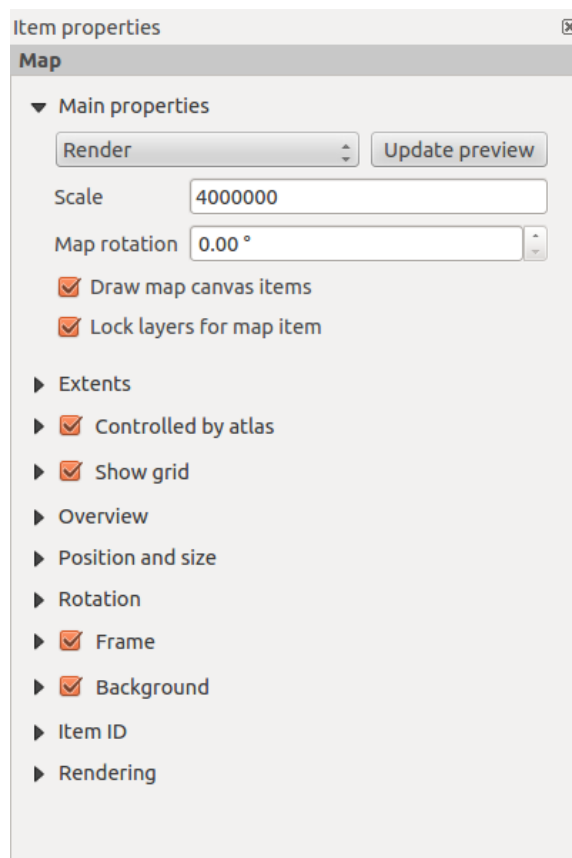 Item properties
Map
Main properties
Render Update preview
Scale 4000000
Map rotation 0.00 °
Draw map canvas items
Lock layers for map item
Extents
Controlled by atlas
Show grid
Overview
Position and size
Rotation
Frame
Background
Item ID
Rendering